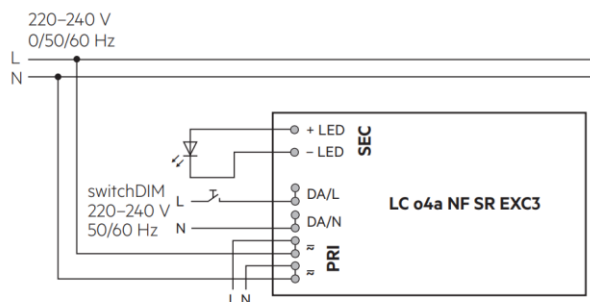 220–240 V
0/50/60 Hz
L
N
+ LED
– LED
SEC
switchDIM
220–240 V
50/60 Hz
L
N
DA/L
DA/N
≂
≂
PRI
LC o4a NF SR EXC3
L N